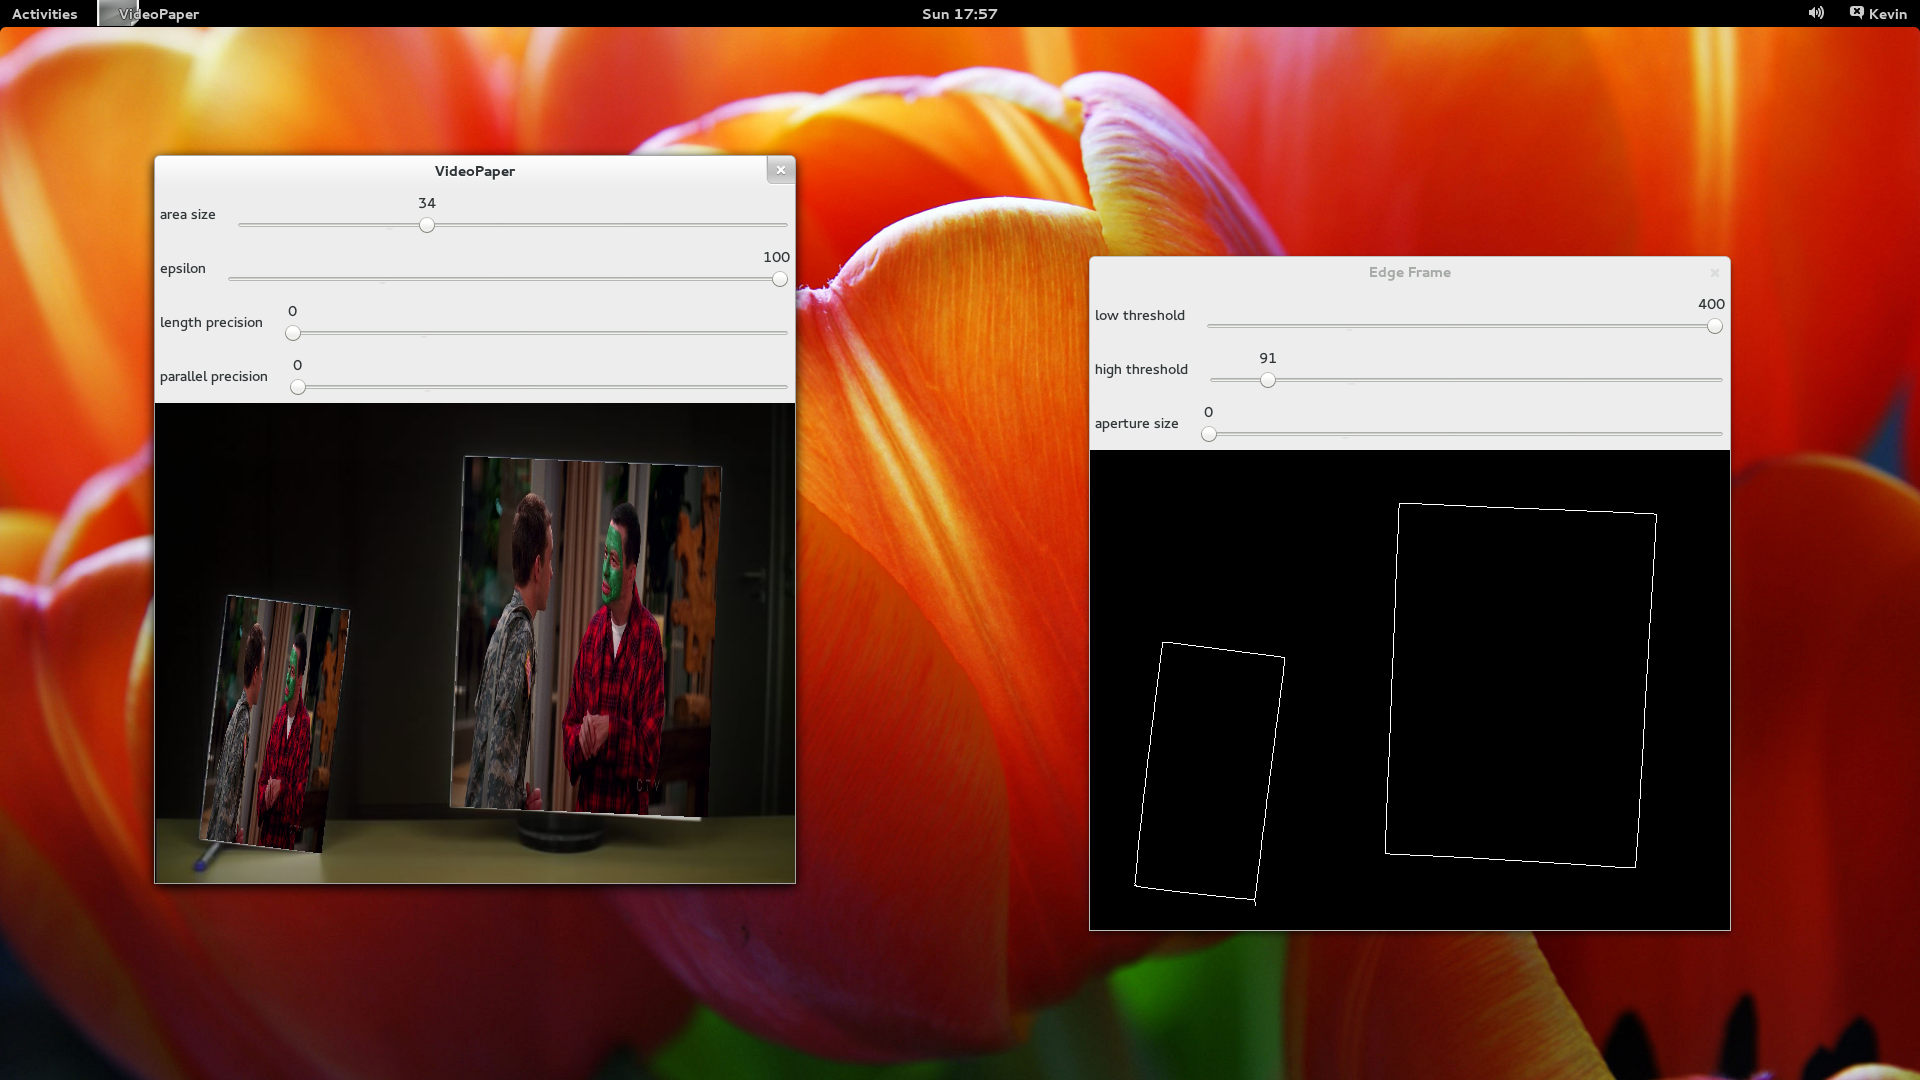 Activities
VideoPaper
Sun 17:57
Kevin
VideoPaper
area size
34
epsilon
100
length precision
0
parallel precision
0
CTV
Edge Frame
low threshold
400
high threshold
91
aperture size
0